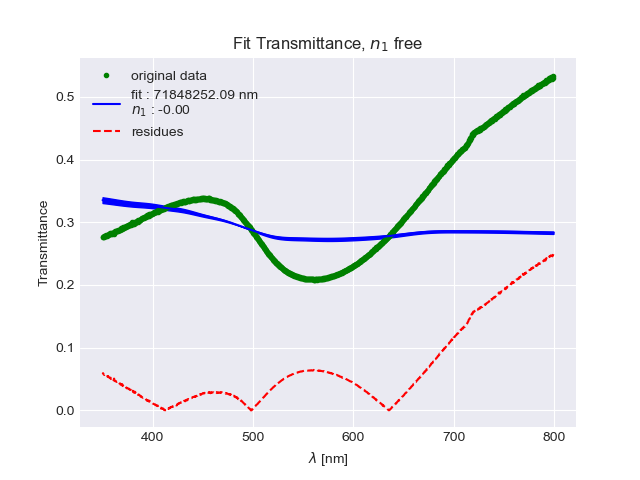 Fit Transmittance, n₁ free
original data
fit : 71848252.09 nm
n₁ : -0.00
residues
Transmittance
0.5
0.4
0.3
0.2
0.1
0.0
400
500
600
700
800
λ [nm]